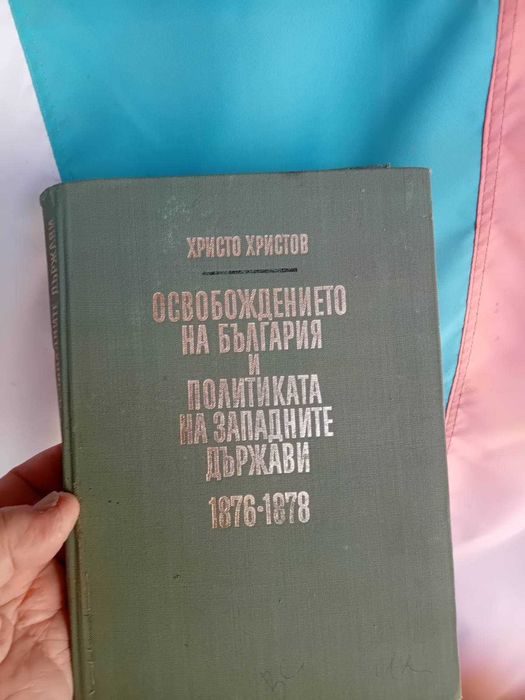 ХРИСТО ХРИСТОВ
ОСВОБОЖДЕНИЕТО
НА БЪЛГАРИЯ
И
ПОЛИТИКАТА
НА ЗАПАДНИТЕ
ДЪРЖАВИ
1876•1878